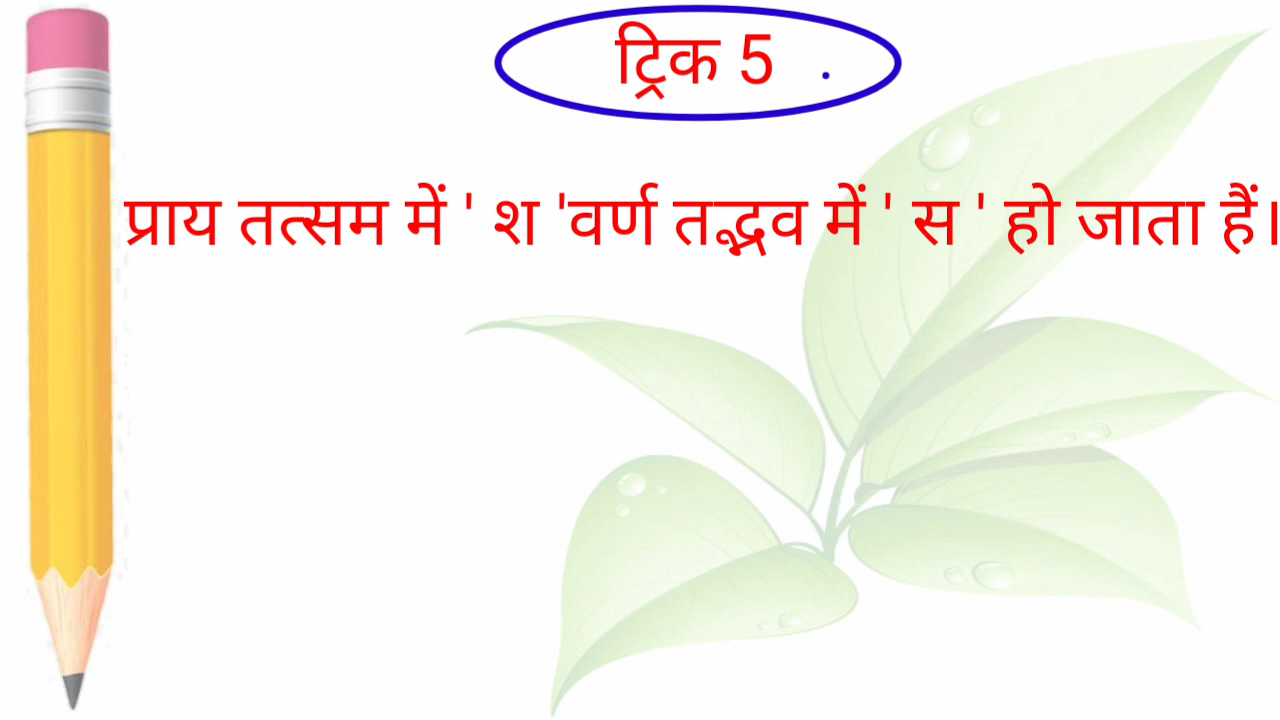 ट्रिक 5 .
प्राय तत्सम में ' श 'वर्ण तद्भव में ' स ' हो जाता हैं।